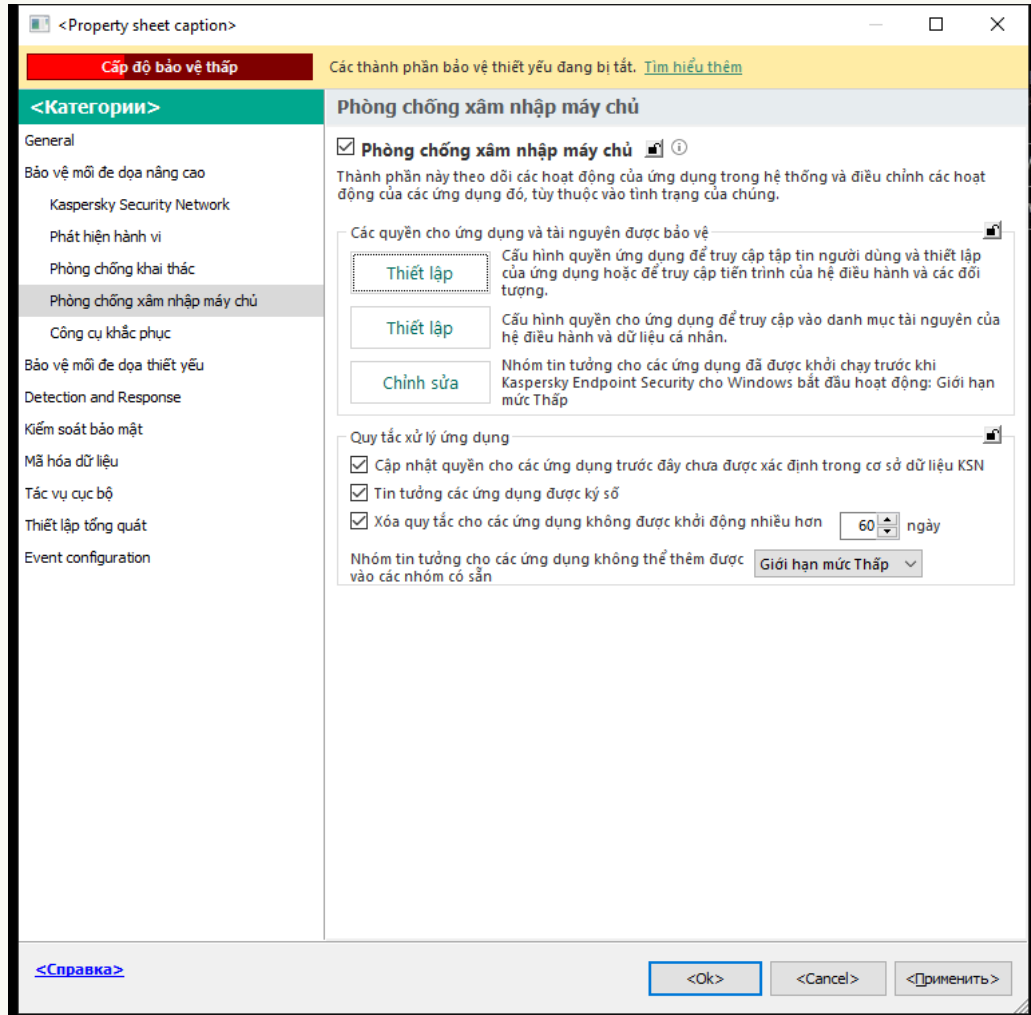 <Property sheet caption>
Cấp độ bảo vệ thấp
Các thành phần bảo vệ thiết yếu đang bị tắt. Tìm hiểu thêm
<Категории>
General
Bảo vệ mối đe dọa nâng cao
Kaspersky Security Network
Phát hiện hành vi
Phòng chống khai thác
Phòng chống xâm nhập máy chủ
Công cụ khắc phục
Bảo vệ mối đe dọa thiết yếu
Detection and Response
Kiểm soát bảo mật
Mã hóa dữ liệu
Tác vụ cục bộ
Thiết lập tổng quát
Event configuration
Phòng chống xâm nhập máy chủ
Phòng chống xâm nhập máy chủ
Thành phần này theo dõi các hoạt động của ứng dụng trong hệ thống và điều chỉnh các hoạt
động của các ứng dụng đó, tùy thuộc vào tình trạng của chúng.
Các quyền cho ứng dụng và tài nguyên được bảo vệ
Thiết lập
Cấu hình quyền ứng dụng để truy cập tập tin người dùng và thiết lập
của ứng dụng hoặc để truy cập tiến trình của hệ điều hành và các đối
tượng.
Thiết lập
Cấu hình quyền cho ứng dụng để truy cập vào danh mục tài nguyên của
hệ điều hành và dữ liệu cá nhân.
Chỉnh sửa
Nhóm tin tưởng cho các ứng dụng đã được khởi chạy trước khi
Kaspersky Endpoint Security cho Windows bắt đầu hoạt động: Giới hạn
mức Thấp
Quy tắc xử lý ứng dụng
Cập nhật quyền cho các ứng dụng trước đây chưa được xác định trong cơ sở dữ liệu KSN
Tin tưởng các ứng dụng được ký số
Xóa quy tắc cho các ứng dụng không được khởi động nhiều hơn 60 ngày
Nhóm tin tưởng cho các ứng dụng không thể thêm được
vào các nhóm có sẵn
Giới hạn mức Thấp
<Справка>
<Ok>
<Cancel>
<Применить>